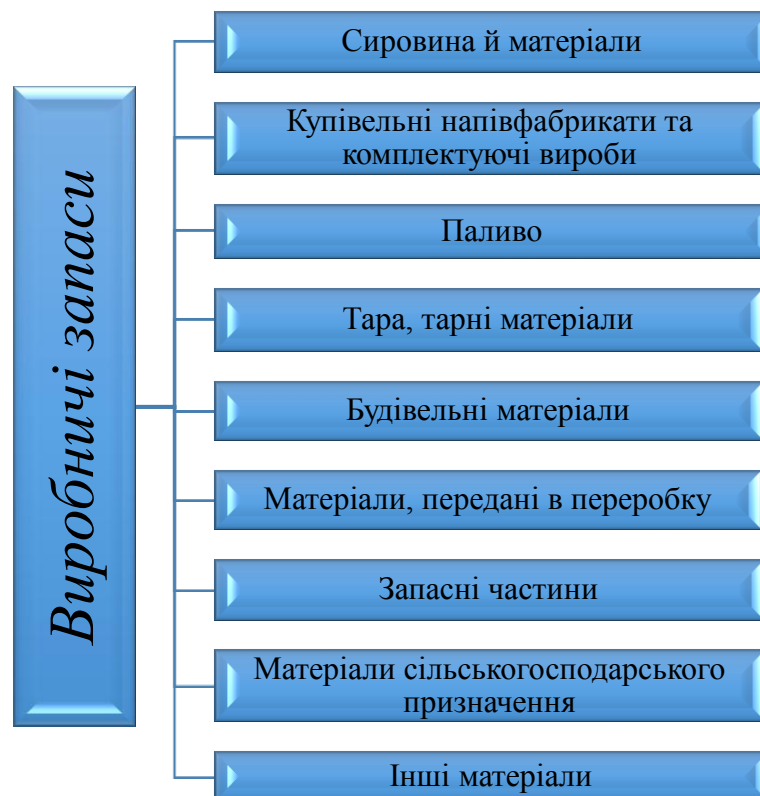 Виробничі запаси
Сировина й матеріали
Купівельні напівфабрикати та
комплектуючі вироби
Паливо
Тара, тарні матеріали
Будівельні матеріали
Матеріали, передані в переробку
Запасні частини
Матеріали сільськогосподарського
призначення
Інші матеріали